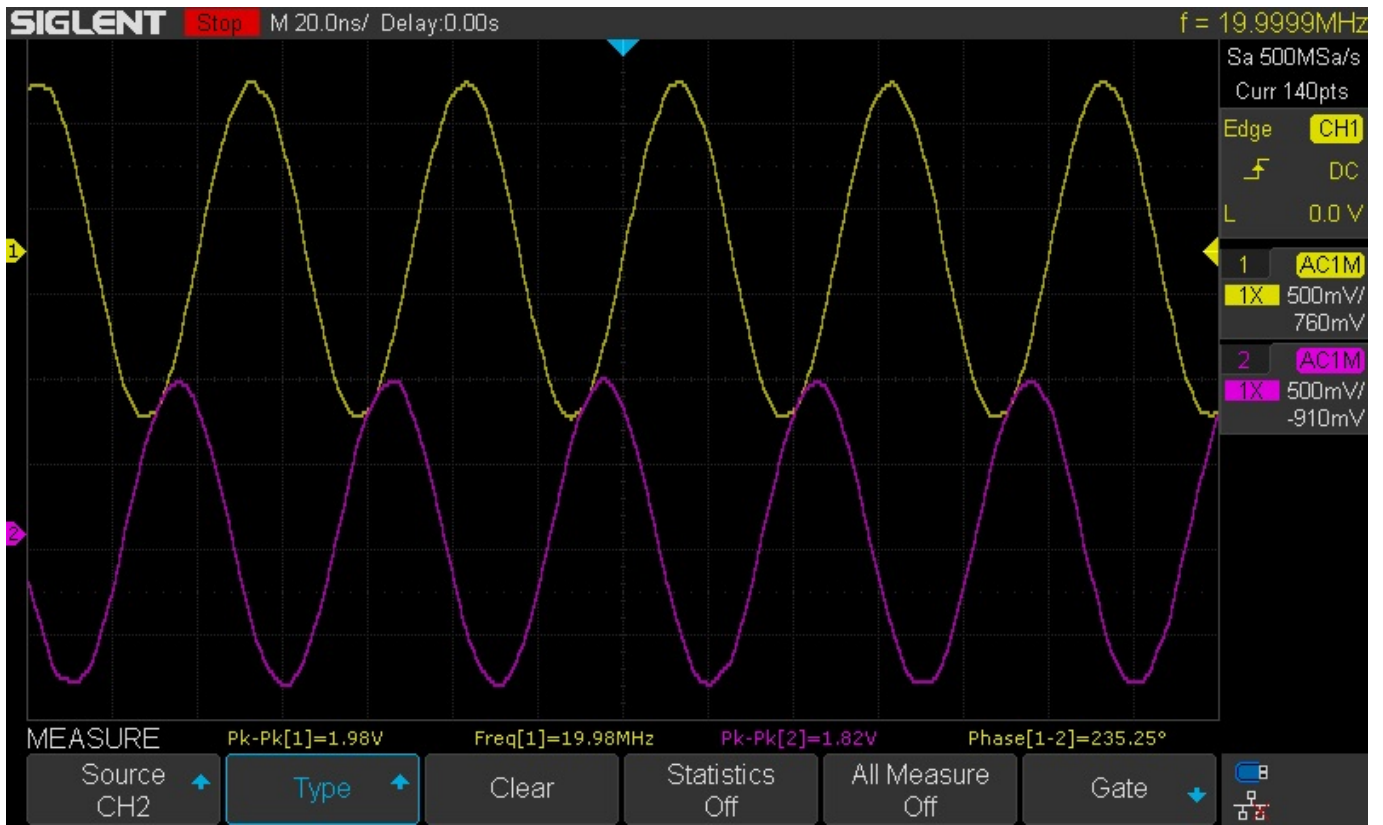 SIGLENT Stop M 20.0ns/ Delay:0.00s f = 19.9999MHz
Sa 500MSa/s
Curr 140pts
Edge CH1
DC
L 0.0 V
1 AC1M
1X 500mV/
760mV
2 AC1M
1X 500mV/
-910mV
1
2
MEASURE Pk-Pk[1]=1.98V Freq[1]=19.98MHz Pk-Pk[2]=1.82V Phase[1-2]=235.25°
Source
CH2
Type
Clear
Statistics
Off
All Measure
Off
Gate